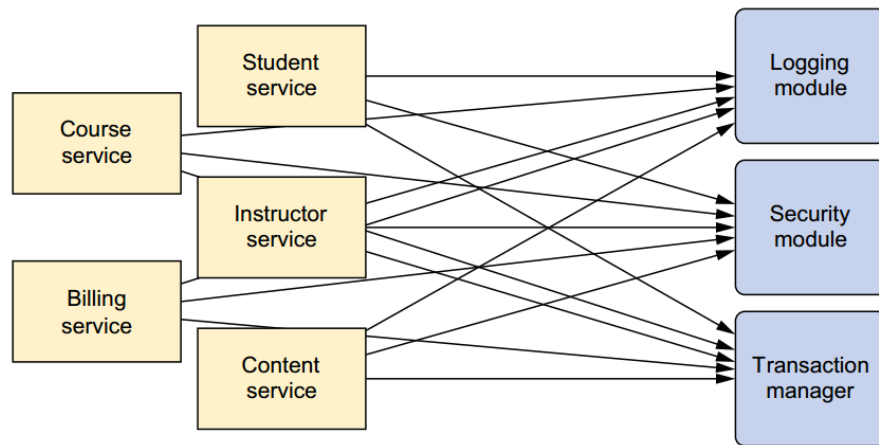 Student
service
Logging
module
Course
service
Instructor
service
Security
module
Billing
service
Content
service
Transaction
manager